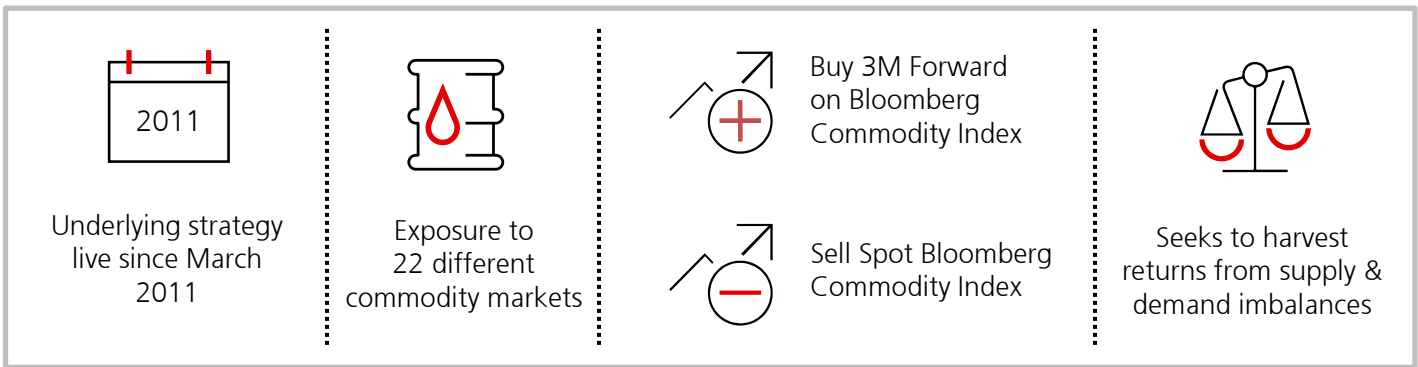 2011
Underlying strategy
live since March
2011
Exposure to
22 different
commodity markets
Buy 3M Forward
on Bloomberg
Commodity Index
Sell Spot Bloomberg
Commodity Index
Seeks to harvest
returns from supply &
demand imbalances